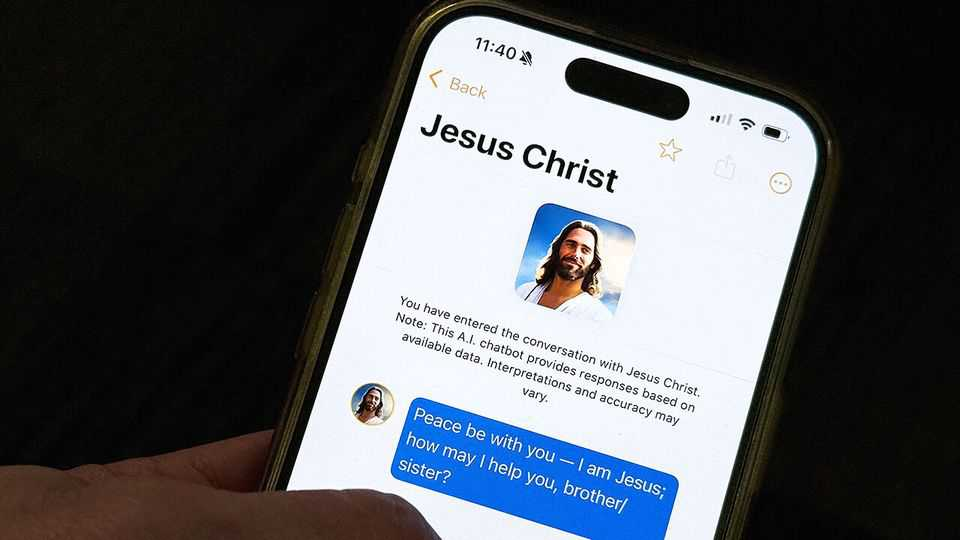 11:40
Back
Jesus Christ
You have entered the conversation with Jesus Christ.
Note: This A.I. chatbot provides responses based on
available data. Interpretations and accuracy may
vary.
Peace be with you — I am Jesus;
how may I help you, brother/
sister?